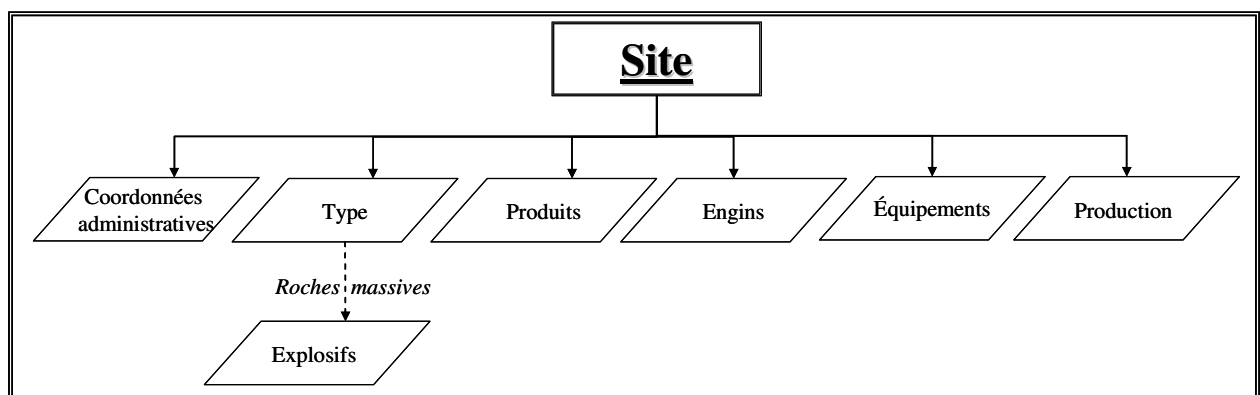 Site
Coordonnées
administratives
Type
Produits
Engins
Équipements
Production
Roches massives
Explosifs